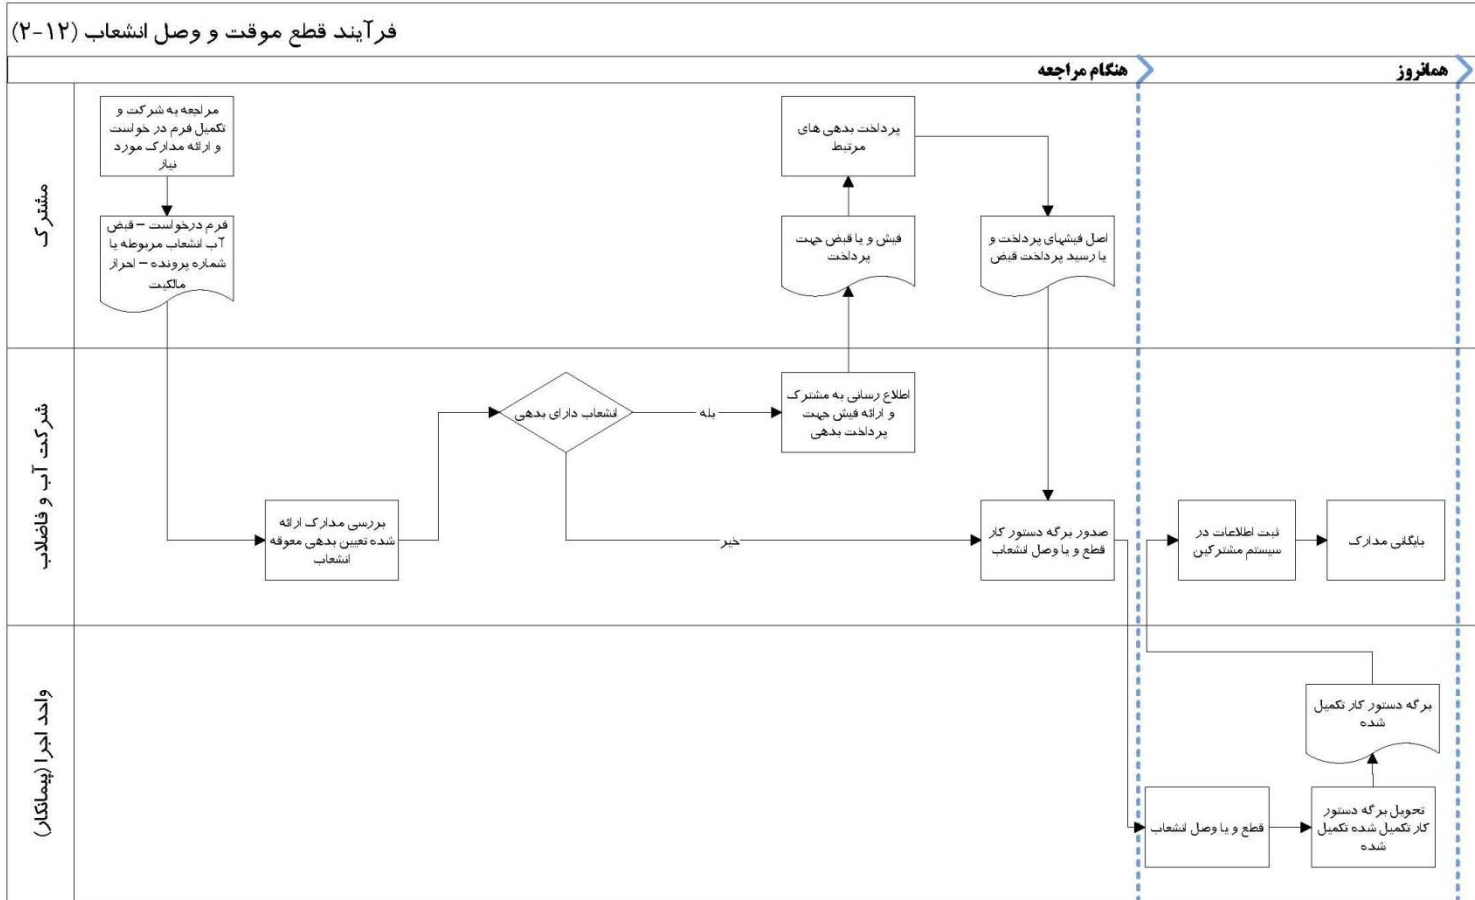 فرآیند قطع موقت و وصل انشعاب (۱۲-۲)
هنگام مراجعه
همانروز
مشترک
مراجعه به شرکت و
تکمیل فرم در خواست
و ارائه مدارک مورد
نیاز
فرم درخواست – قبض
آب انشعاب مربوطه یا
شماره پرونده – احراز
مالکیت
پرداخت بدهی های
مرتبط
فیش و یا قبض جهت
پرداخت
اصل فیشهای پرداخت و
یا رسید پرداخت قبض
شرکت آب و فاضلاب
بررسی مدارک ارائه
شده تعیین بدهی معوقه
انشعاب
انشعاب دارای بدهی
بله
خیر
اطلاع رسانی به مشترک
و ارائه فیش جهت
پرداخت بدهی
صدور برگه دستور کار
قطع و یا وصل انشعاب
ثبت اطلاعات در
سیستم مشترکین
بایگانی مدارک
واحد اجرا (پیمانکار)
قطع و یا وصل انشعاب
تحویل برگه دستور
کار تکمیل شده تکمیل
شده
برگه دستور کار تکمیل
شده